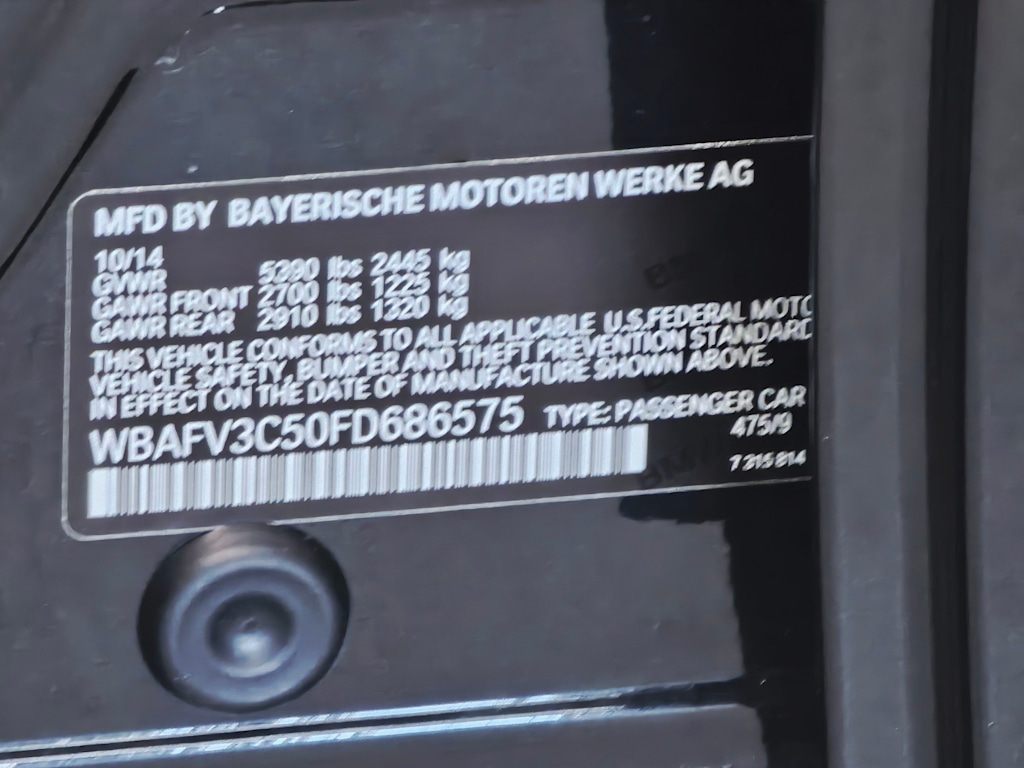 MFD BY BAYERISCHE MOTOREN WERKE AG
10/14
GVWR 5390 lbs 2445 kg
GAWR FRONT 2700 lbs 1225 kg
GAWR REAR 2910 lbs 1320 kg
THIS VEHICLE CONFORMS TO ALL APPLICABLE U.S.FEDERAL MOTO
VEHICLE SAFETY, BUMPER AND THEFT PREVENTION STANDARD
IN EFFECT ON THE DATE OF MANUFACTURE SHOWN ABOVE.
WBAFV3C50FD686575 TYPE: PASSENGER CAR
475/9
7 315 814